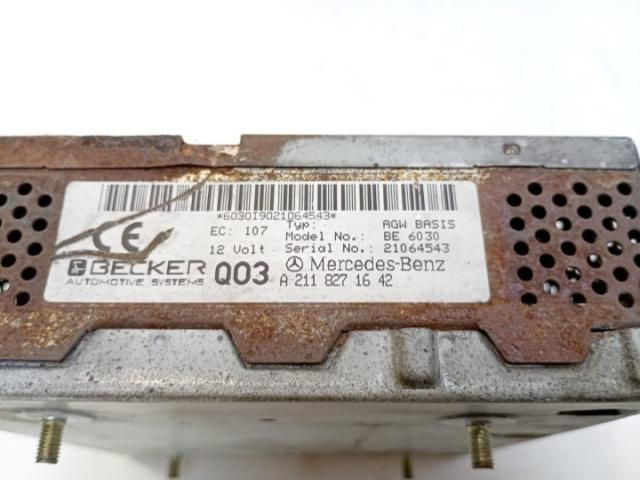 *6030I9021064543*
CE
EC: 107 Typ: AGW BASIS
Model No.: BE 6030
12 Volt Serial No.: 21064543
BECKER Q03 Mercedes-Benz
AUTOMOTIVE SYSTEMS A 211 827 16 42